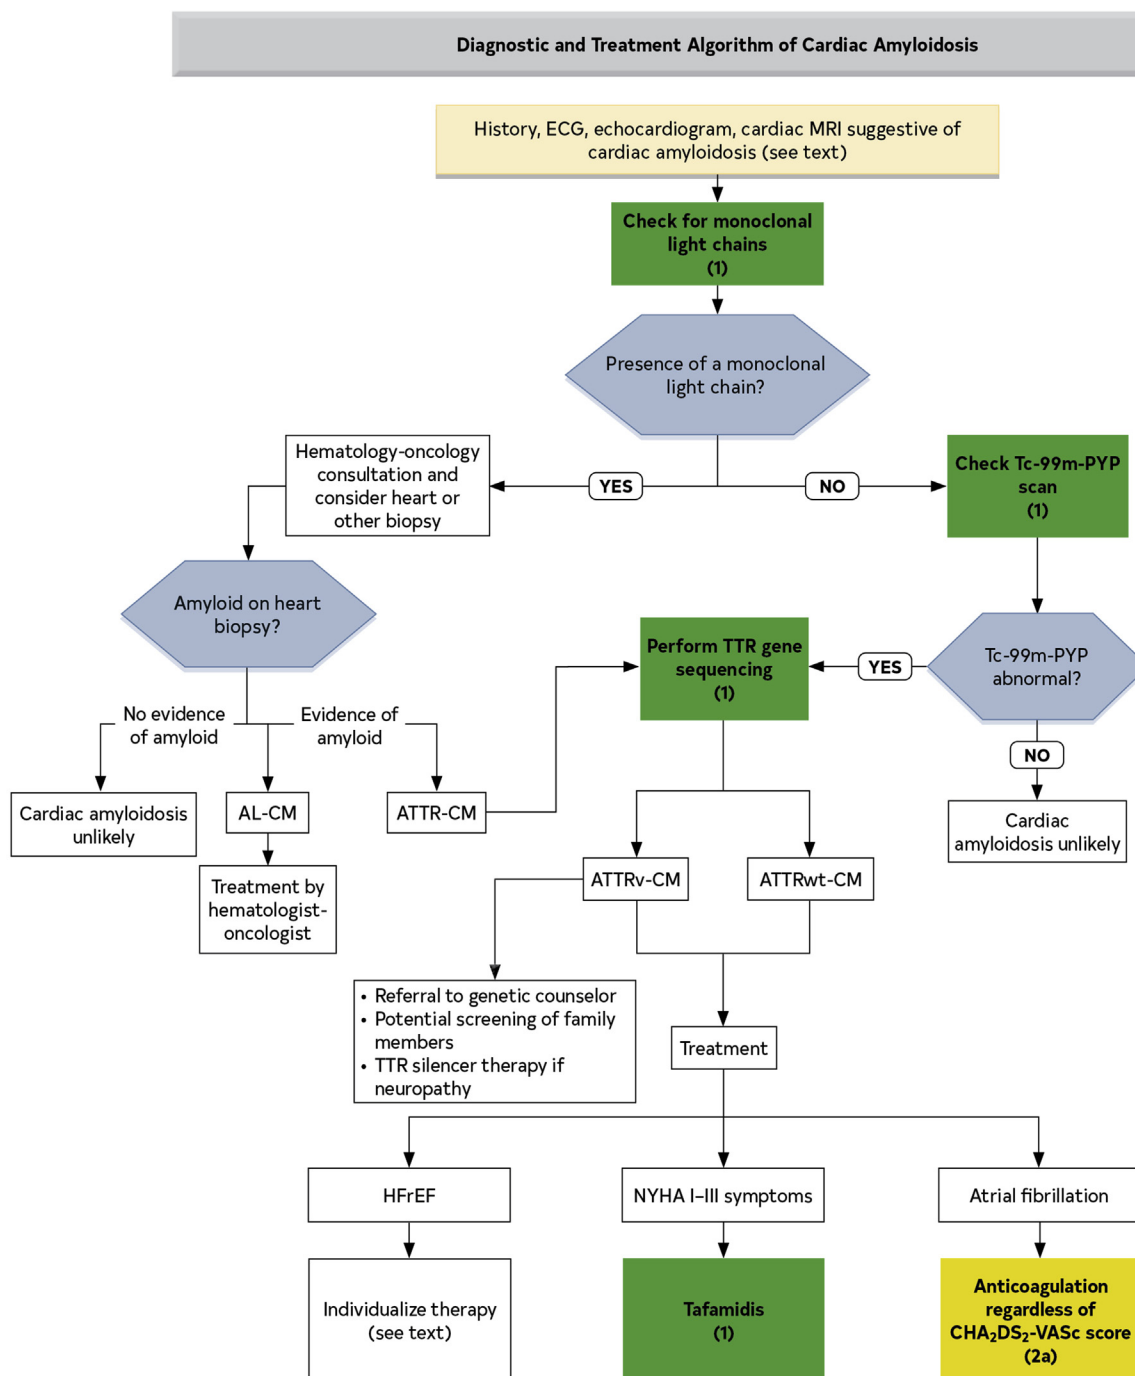 Diagnostic and Treatment Algorithm of Cardiac Amyloidosis
History, ECG, echocardiogram, cardiac MRI suggestive of
cardiac amyloidosis (see text)
Check for monoclonal
light chains
(1)
Presence of a monoclonal
light chain?
Hematology-oncology
consultation and
consider heart or
other biopsy
YES
NO
Check Tc-99m-PYP
scan
(1)
Amyloid on heart
biopsy?
Perform TTR gene
sequencing
(1)
YES
Tc-99m-PYP
abnormal?
No evidence
of amyloid
Evidence of
amyloid
NO
Cardiac amyloidosis
unlikely
AL-CM
ATTR-CM
Cardiac
amyloidosis unlikely
Treatment by
hematologist-
oncologist
ATTRv-CM
ATTRwt-CM
• Referral to genetic counselor
• Potential screening of family
members
• TTR silencer therapy if
neuropathy
Treatment
HFrEF
NYHA I–III symptoms
Atrial fibrillation
Individualize therapy
(see text)
Tafamidis
(1)
Anticoagulation
regardless of
CHA₂DS₂-VASc score
(2a)